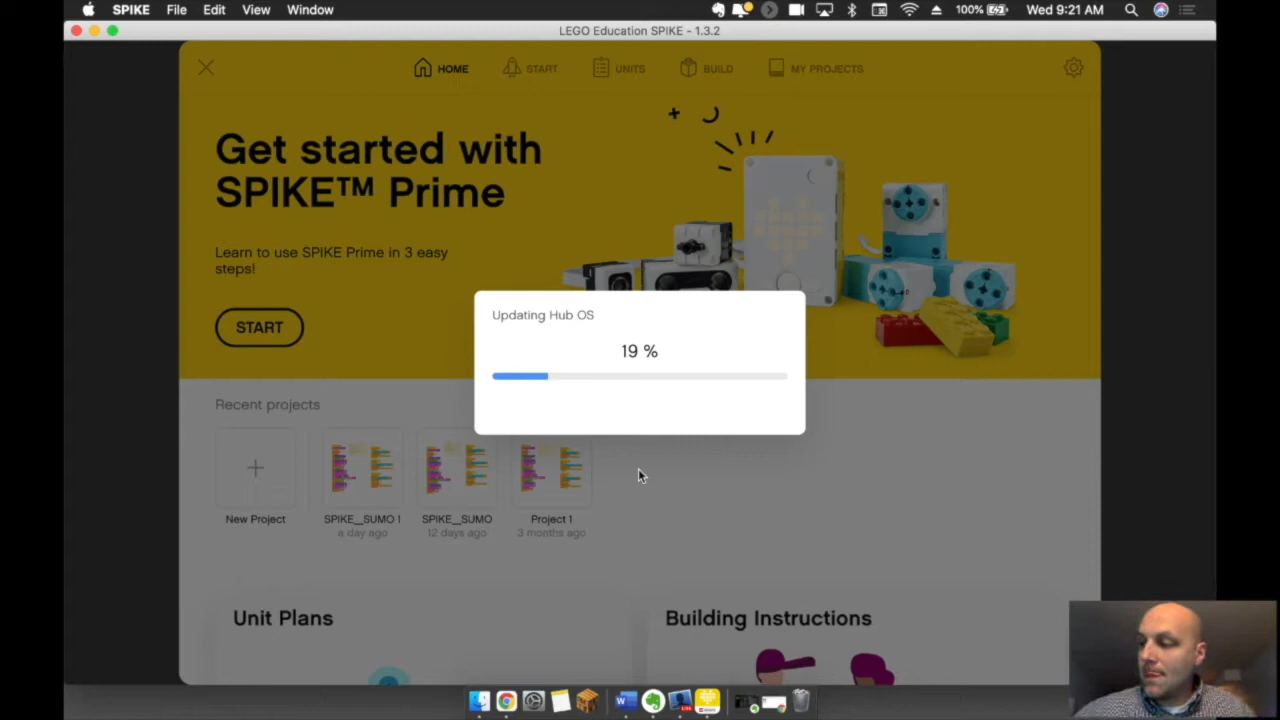 SPIKE File Edit View Window 100% Wed 9:21 AM
LEGO Education SPIKE - 1.3.2
HOME START UNITS BUILD MY PROJECTS
Get started with
SPIKE™ Prime
Learn to use SPIKE Prime in 3 easy
steps!
START
Updating Hub OS
19 %
Recent projects
New Project
SPIKE_SUMO 1
a day ago
SPIKE_SUMO
12 days ago
Project 1
3 months ago
Unit Plans
Building Instructions